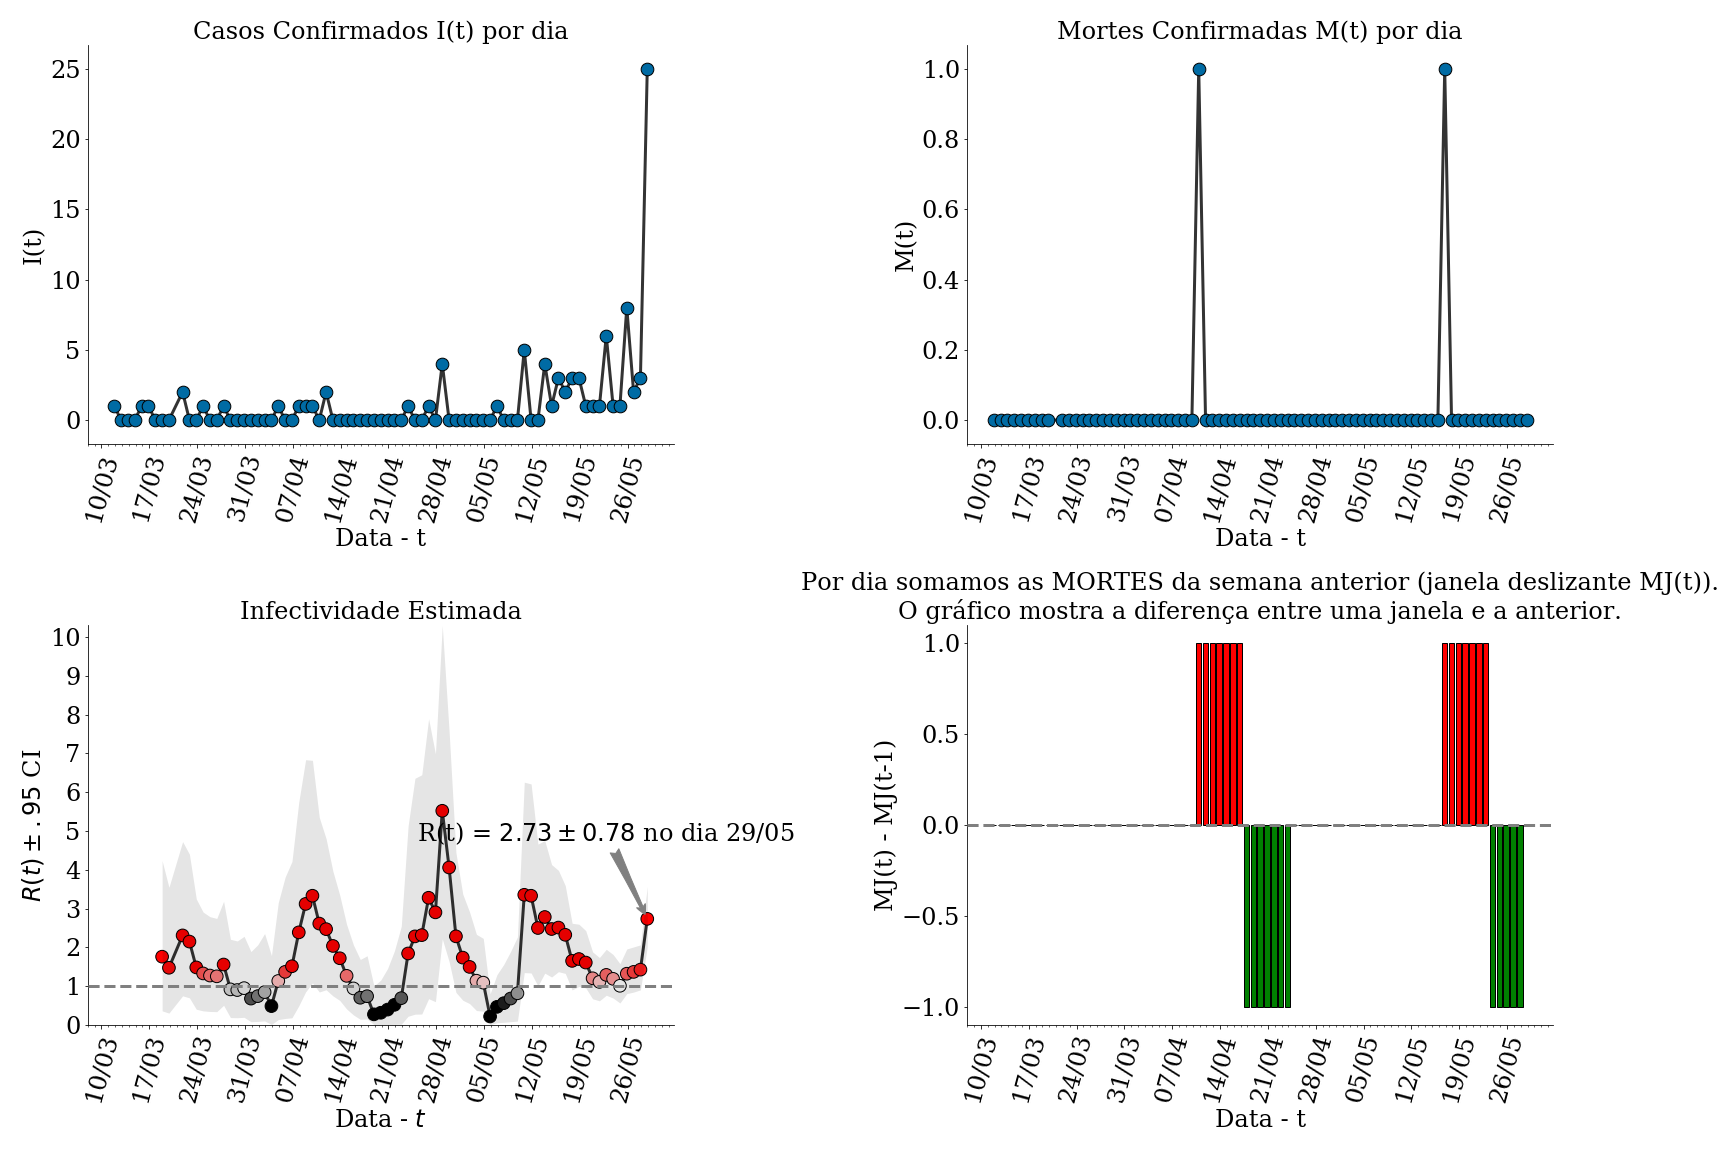 Casos Confirmados I(t) por dia
I(t)
25
20
15
10
5
0
10/03 17/03 24/03 31/03 07/04 14/04 21/04 28/04 05/05 12/05 19/05 26/05
Data - t
Mortes Confirmadas M(t) por dia
M(t)
1.0
0.8
0.6
0.4
0.2
0.0
10/03 17/03 24/03 31/03 07/04 14/04 21/04 28/04 05/05 12/05 19/05 26/05
Data - t
Infectividade Estimada
R(t) ± .95 CI
10
9
8
7
6
5
4
3
2
1
0
R(t) = 2.73 ± 0.78 no dia 29/05
10/03 17/03 24/03 31/03 07/04 14/04 21/04 28/04 05/05 12/05 19/05 26/05
Data - t
Por dia somamos as MORTES da semana anterior (janela deslizante MJ(t)).
O gráfico mostra a diferença entre uma janela e a anterior.
MJ(t) - MJ(t-1)
1.0
0.5
0.0
−0.5
−1.0
10/03 17/03 24/03 31/03 07/04 14/04 21/04 28/04 05/05 12/05 19/05 26/05
Data - t